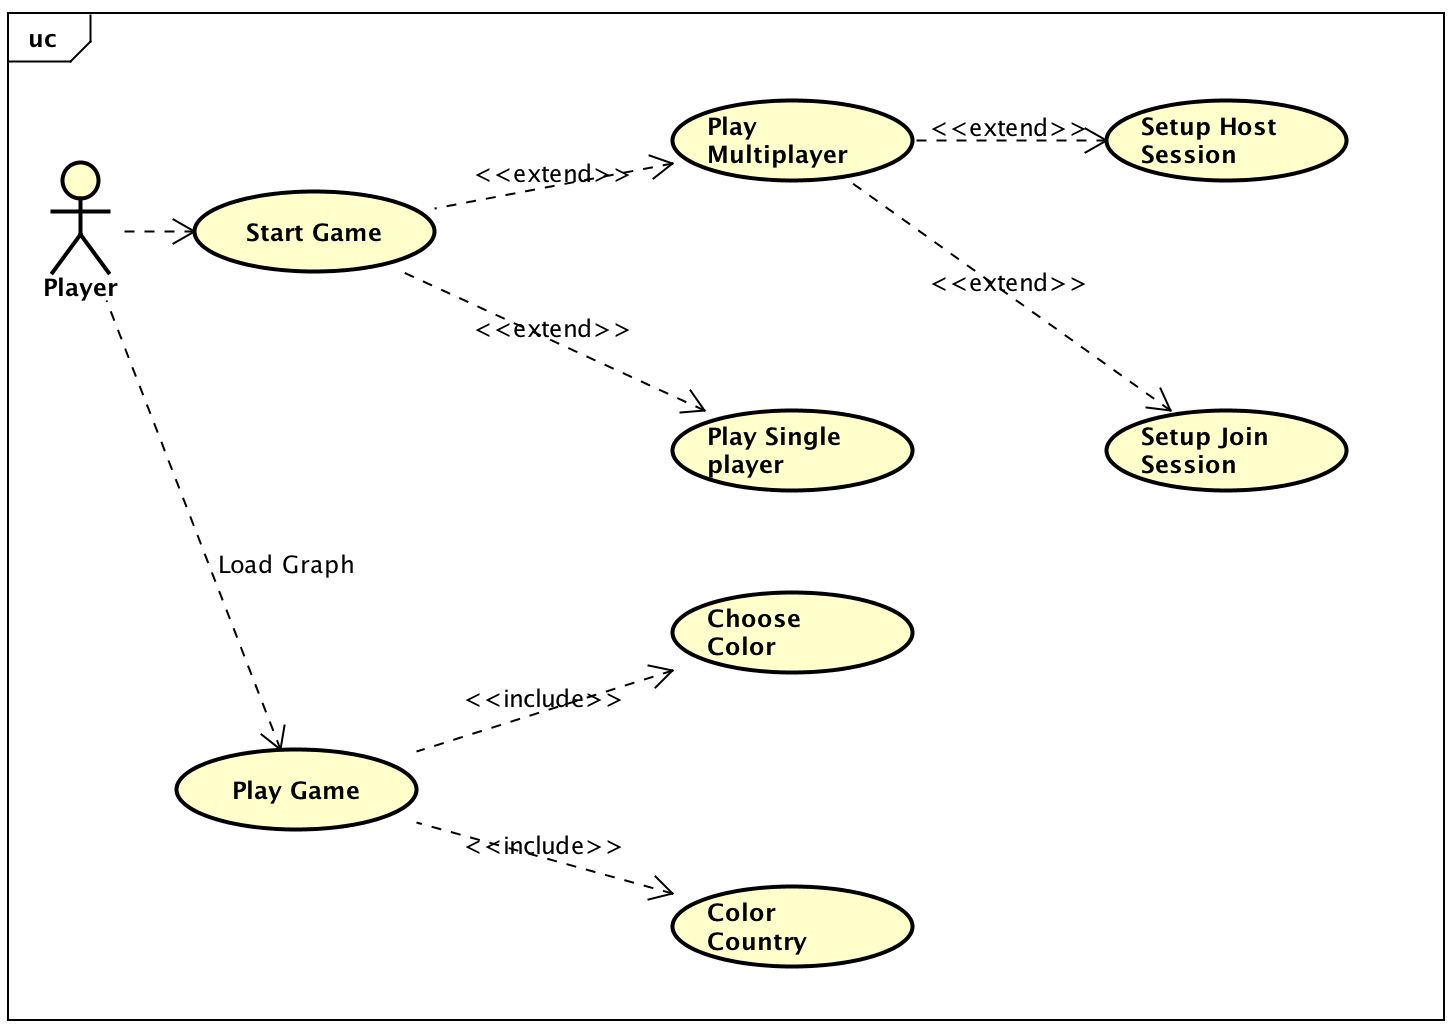 uc
Play
Multiplayer
<<extend>>
Setup Host
Session
<<extend>>
Start Game
Player
<<extend>>
<<extend>>
Play Single
player
Setup Join
Session
Load Graph
Choose
Color
<<include>>
Play Game
<<include>>
Color
Country